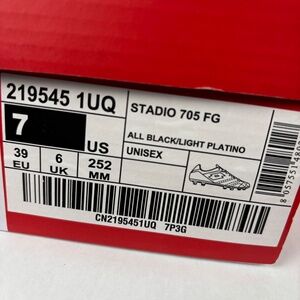 219545 1UQ
STADIO 705 FG
7
US
ALL BLACK/LIGHT PLATINO
UNISEX
39 6 252
EU UK MM
CN2195451UQ 7P3G